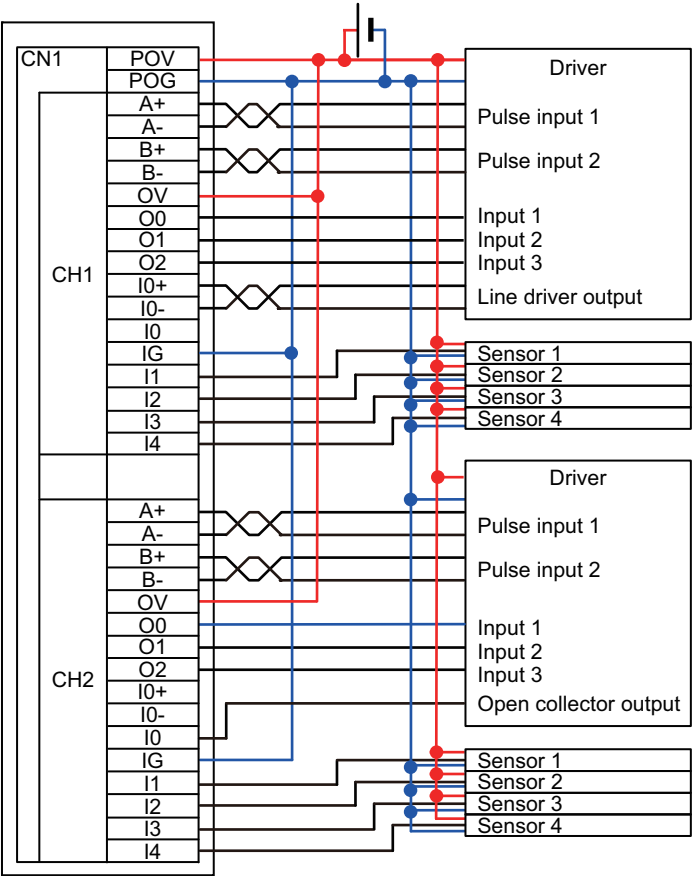 CN1
POV
POG
CH1
A+
A-
B+
B-
OV
O0
O1
O2
I0+
I0-
I0
IG
I1
I2
I3
I4
Driver
Pulse input 1
Pulse input 2
Input 1
Input 2
Input 3
Line driver output
Sensor 1
Sensor 2
Sensor 3
Sensor 4
CH2
A+
A-
B+
B-
OV
O0
O1
O2
I0+
I0-
I0
IG
I1
I2
I3
I4
Driver
Pulse input 1
Pulse input 2
Input 1
Input 2
Input 3
Open collector output
Sensor 1
Sensor 2
Sensor 3
Sensor 4